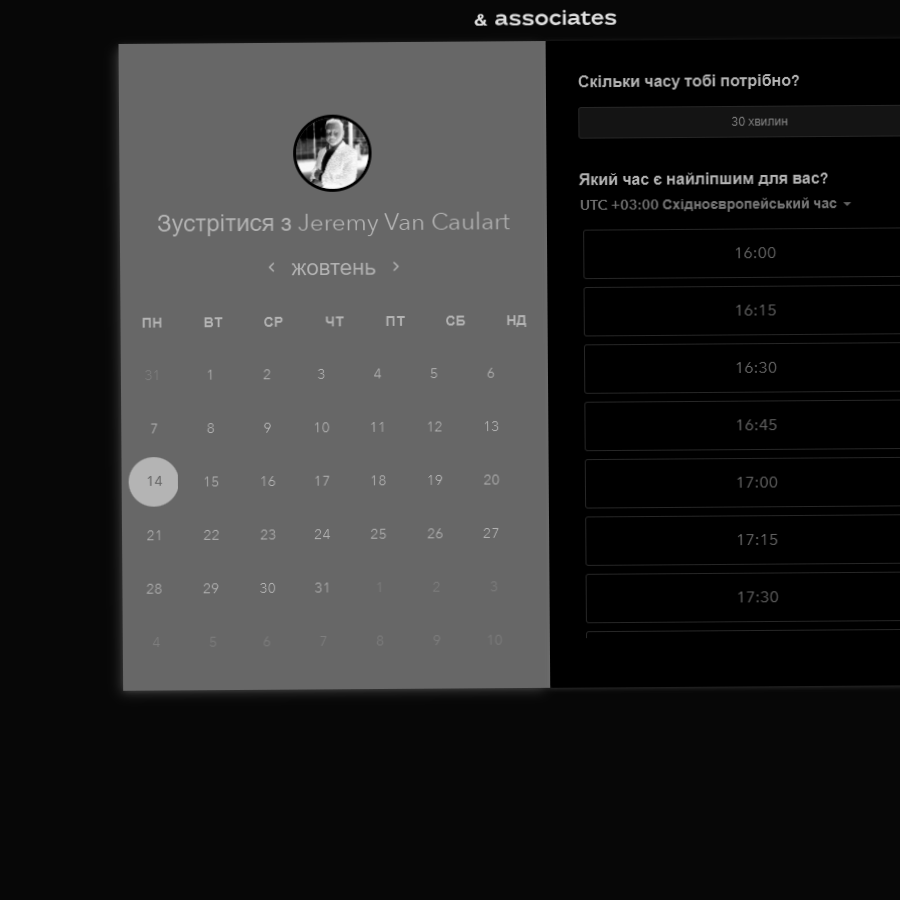 & associates
Зустрітися з Jeremy Van Caulart
жовтень
ПН ВТ СР ЧТ ПТ СБ НД
31 1 2 3 4 5 6
7 8 9 10 11 12 13
14 15 16 17 18 19 20
21 22 23 24 25 26 27
28 29 30 31 1 2 3
4 5 6 7 8 9 10
Скільки часу тобі потрібно?
30 хвилин
Який час є найліпшим для вас?
UTC +03:00 Східноєвропейський час
16:00
16:15
16:30
16:45
17:00
17:15
17:30